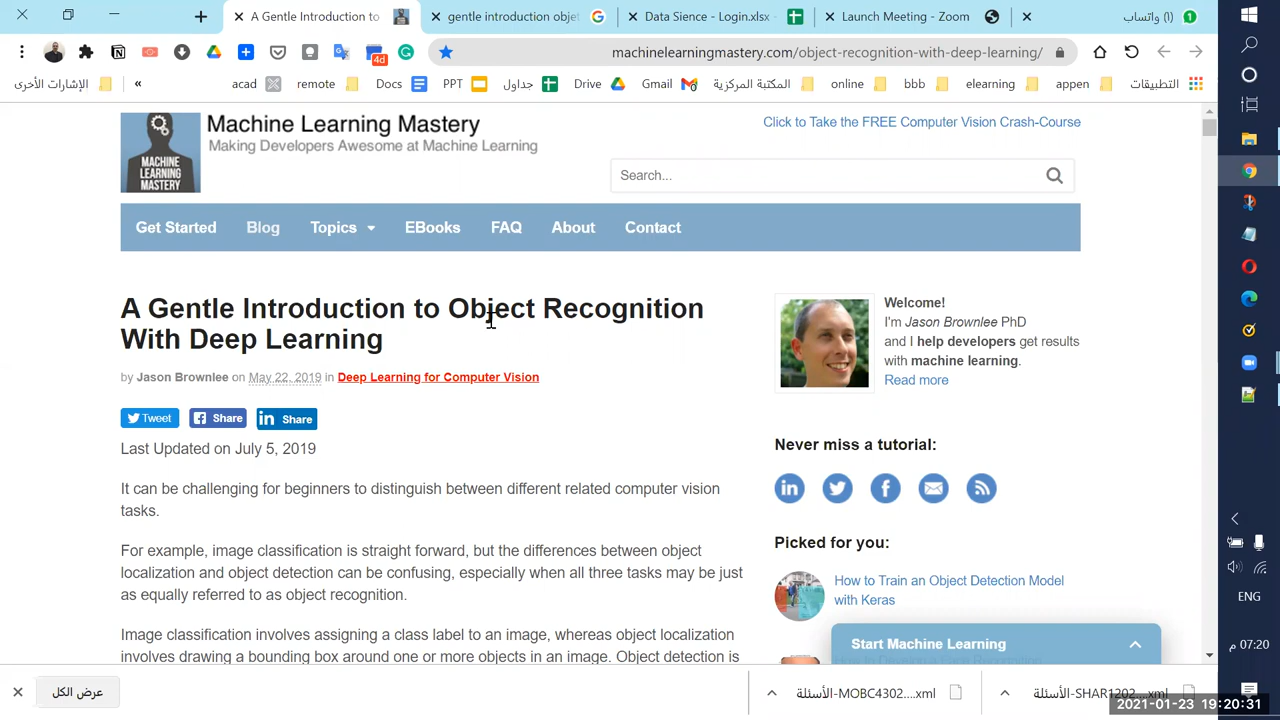 A Gentle Introduction to
gentle introduction obje
Data Sience - Login.xlsx
Launch Meeting - Zoom
(1) واتساب
1
4d
machinelearningmastery.com/object-recognition-with-deep-learning/
الإشارات الأخرى
«
acad
remote
Docs
PPT
جداول
Drive
Gmail
المكتبة المركزية
online
bbb
elearning
appen
التطبيقات
MACHINE
LEARNING
MASTERY
Machine Learning Mastery
Making Developers Awesome at Machine Learning
Click to Take the FREE Computer Vision Crash-Course
Search...
Get Started
Blog
Topics
EBooks
FAQ
About
Contact
A Gentle Introduction to Object Recognition
With Deep Learning
by Jason Brownlee on May 22, 2019 in Deep Learning for Computer Vision
Tweet
Share
Share
Last Updated on July 5, 2019
It can be challenging for beginners to distinguish between different related computer vision
tasks.
For example, image classification is straight forward, but the differences between object
localization and object detection can be confusing, especially when all three tasks may be just
as equally referred to as object recognition.
Image classification involves assigning a class label to an image, whereas object localization
involves drawing a bounding box around one or more objects in an image. Object detection is
Welcome!
I'm Jason Brownlee PhD
and I help developers get results
with machine learning.
Read more
Never miss a tutorial:
Picked for you:
How to Train an Object Detection Model
with Keras
Start Machine Learning
عرض الكل
الأسئلة-MOBC4302....xml
الأسئلة-SHAR1202....xml
ENG
07:20 م
2021-01-23 19:20:31